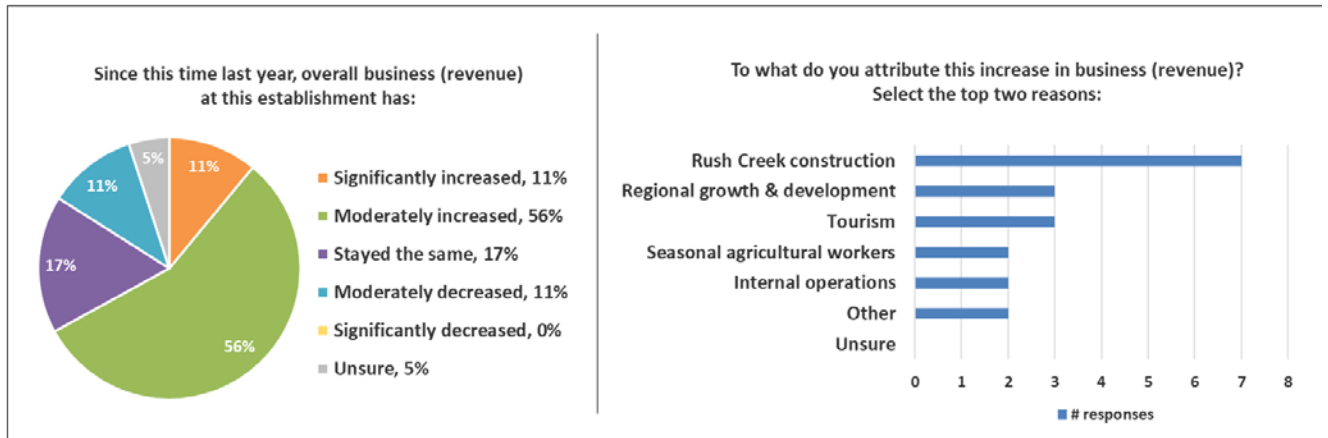 Since this time last year, overall business (revenue)
at this establishment has:
5%
11%
11%
17%
56%
Significantly increased, 11%
Moderately increased, 56%
Stayed the same, 17%
Moderately decreased, 11%
Significantly decreased, 0%
Unsure, 5%
To what do you attribute this increase in business (revenue)?
Select the top two reasons:
Rush Creek construction
Regional growth & development
Tourism
Seasonal agricultural workers
Internal operations
Other
Unsure
0 1 2 3 4 5 6 7 8
# responses